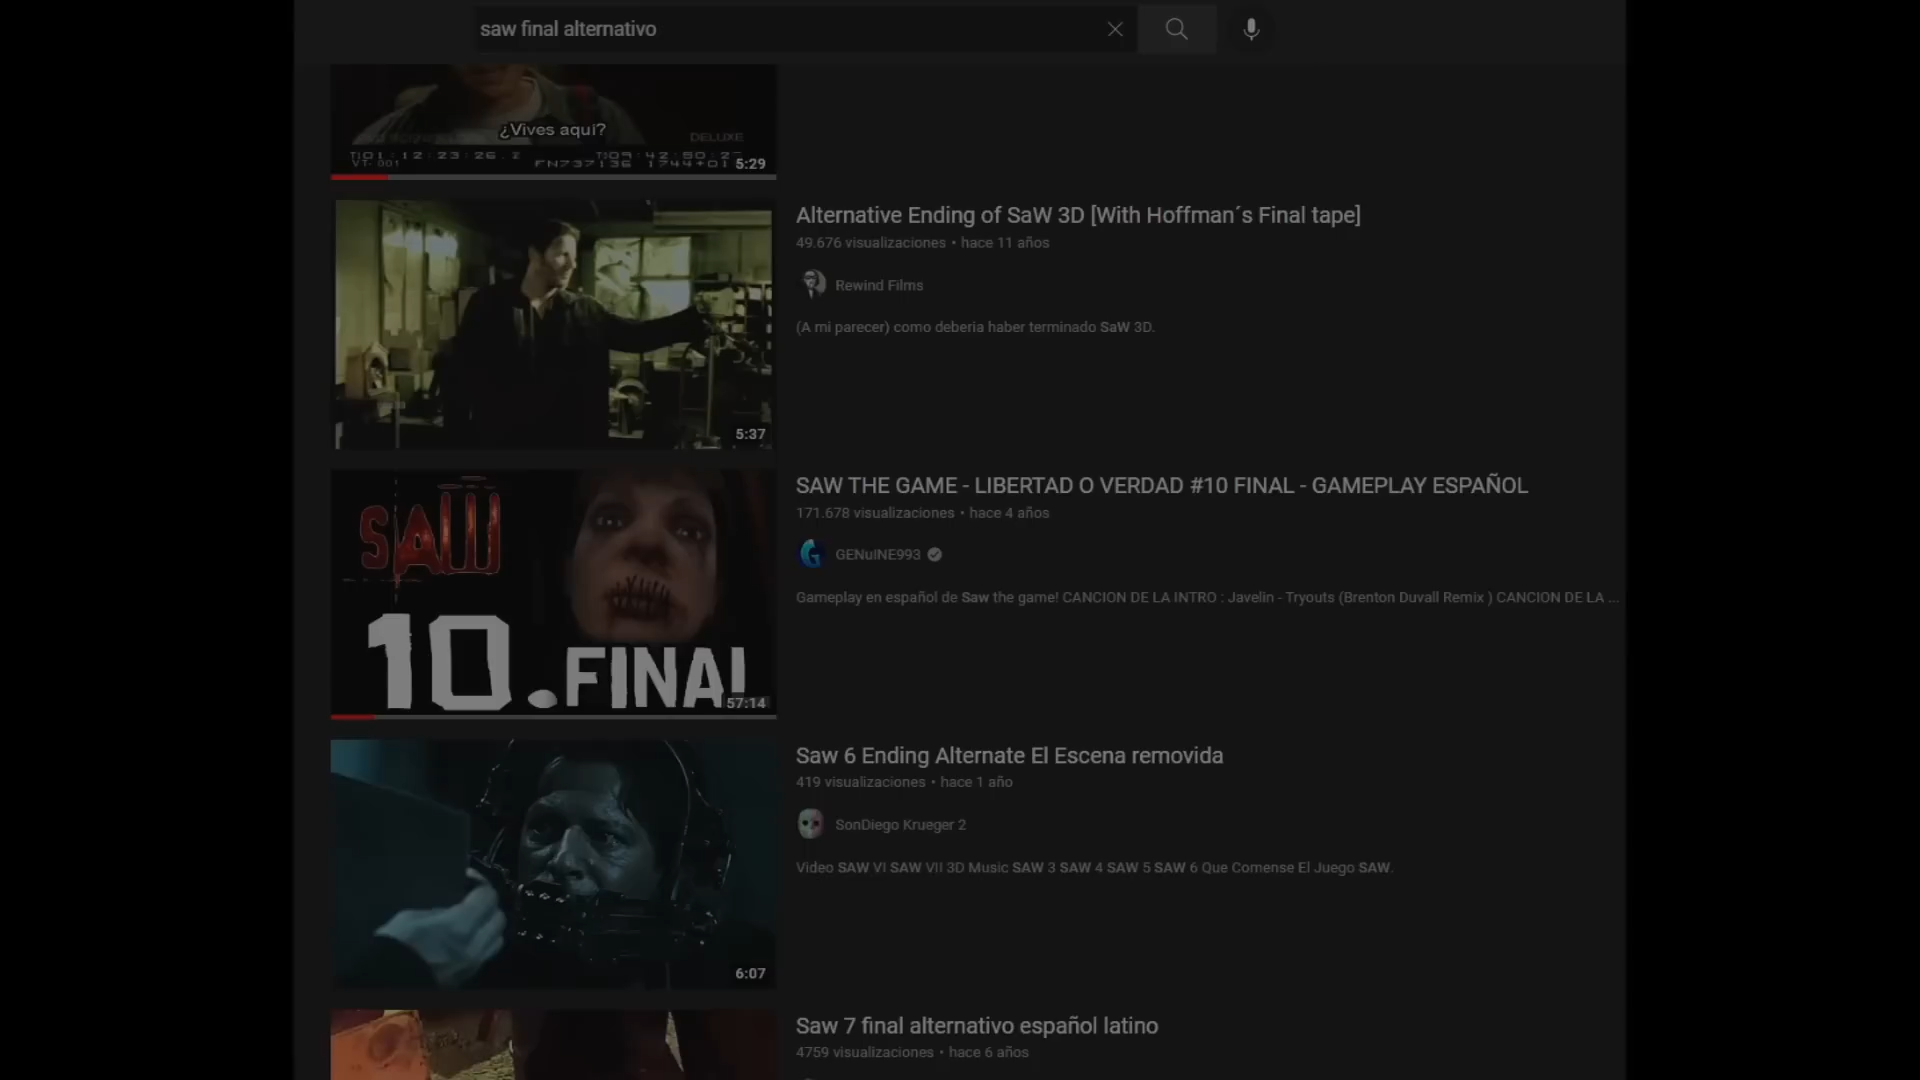 saw final alternativo
¿Vives aquí?
DELUXE
VT-001
5:29
Alternative Ending of SaW 3D [With Hoffman´s Final tape]
49.676 visualizaciones • hace 11 años
Rewind Films
(A mi parecer) como deberia haber terminado SaW 3D.
5:37
SAW THE GAME - LIBERTAD O VERDAD #10 FINAL - GAMEPLAY ESPAÑOL
171.678 visualizaciones • hace 4 años
GENuINE993
Gameplay en español de Saw the game! CANCION DE LA INTRO : Javelin - Tryouts (Brenton Duvall Remix ) CANCION DE LA ...
SAW
10.FINAL
57:14
Saw 6 Ending Alternate El Escena removida
419 visualizaciones • hace 1 año
SonDiego Krueger 2
Video SAW VI SAW VII 3D Music SAW 3 SAW 4 SAW 5 SAW 6 Que Comense El Juego SAW.
6:07
Saw 7 final alternativo español latino
4759 visualizaciones • hace 6 años